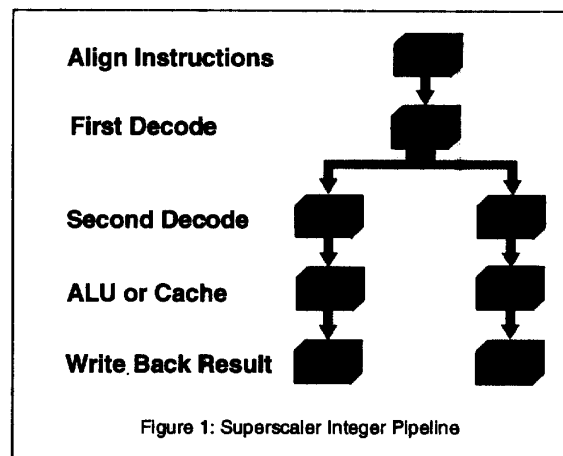 Align Instructions
First Decode
Second Decode
ALU or Cache
Write Back Result
Figure 1: Superscaler Integer Pipeline